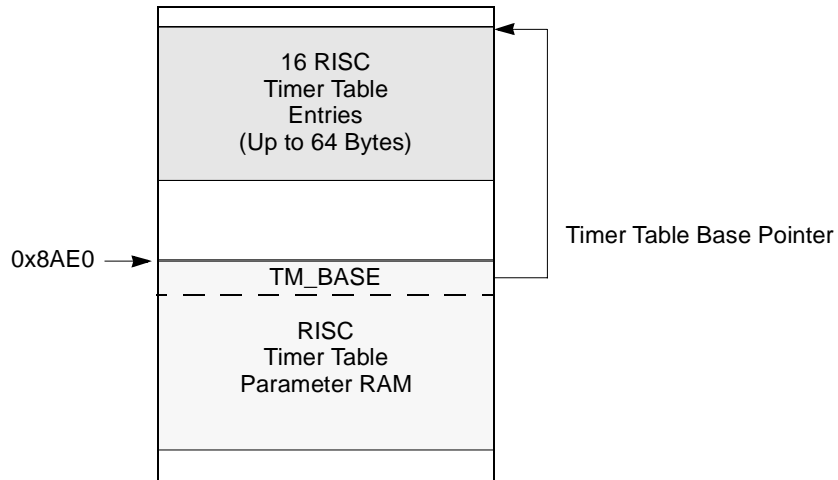 16 RISC
Timer Table
Entries
(Up to 64 Bytes)
Timer Table Base Pointer
0x8AE0
TM_BASE
RISC
Timer Table
Parameter RAM